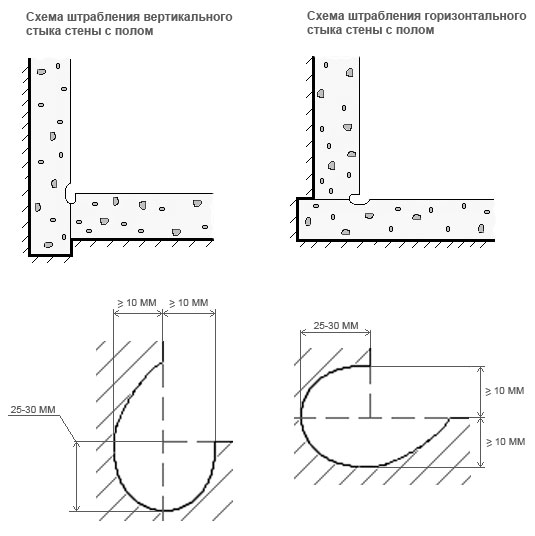 Схема штрабления вертикального
стыка стены с полом
Схема штрабления горизонтального
стыка стены с полом
⩾ 10 ММ
⩾ 10 ММ
25-30 ММ
25-30 ММ
⩾ 10 ММ
⩾ 10 ММ